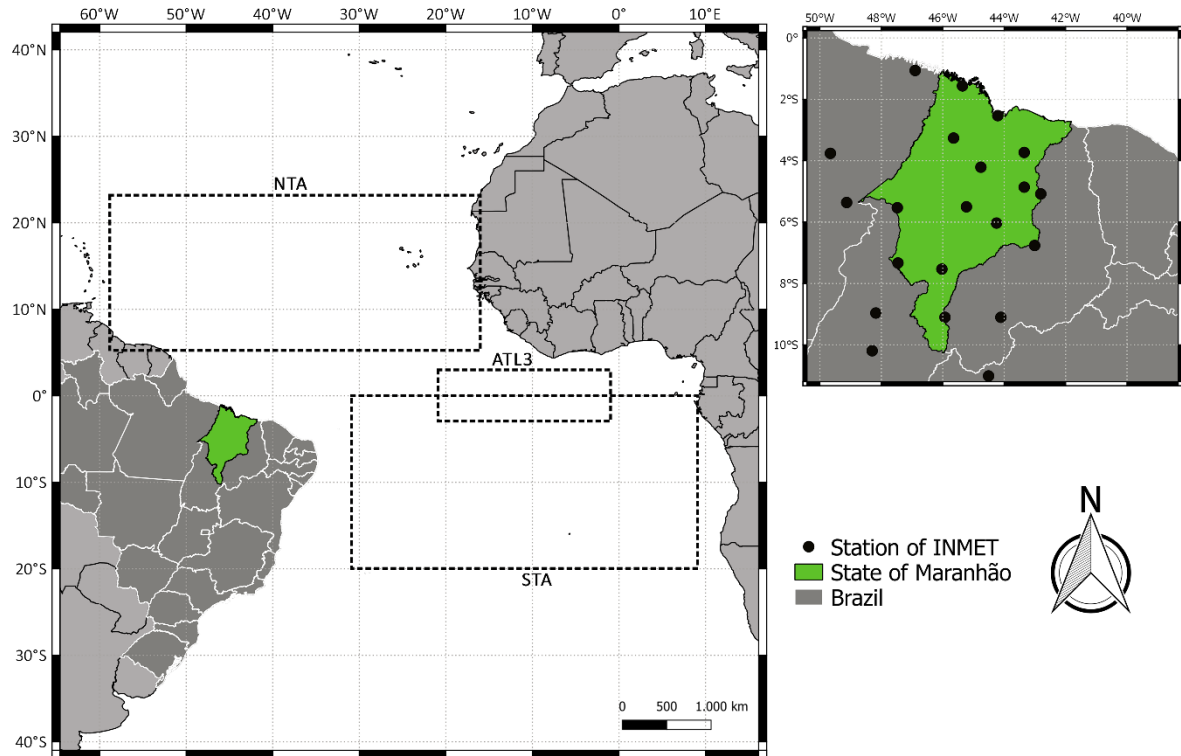 60°W 50°W 40°W 30°W 20°W 10°W 0° 10°E
40°N
30°N
20°N
10°N
0°
10°S
20°S
30°S
40°S
NTA
ATL3
STA
0 500 1.000 km
50°W 48°W 46°W 44°W 42°W 40°W
0°
2°S
4°S
6°S
8°S
10°S
Station of INMET
State of Maranhão
Brazil
N